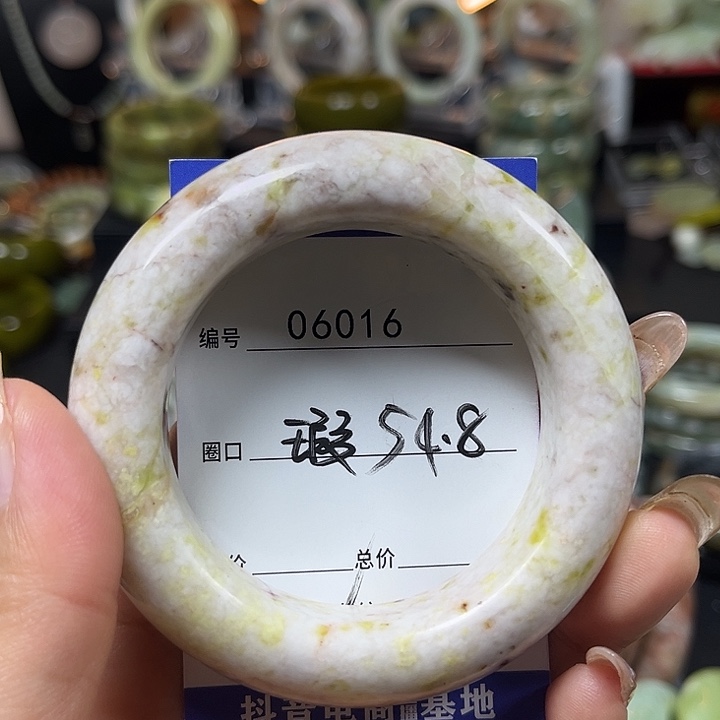 编号 06016
圈口 瑕 54.8
价 总价
抖音电商 基地